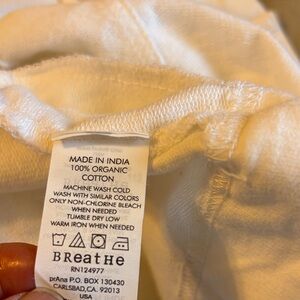 MADE IN INDIA
100% ORGANIC
COTTON
MACHINE WASH COLD
WASH WITH SIMILAR COLORS
ONLY NON-CHLORINE BLEACH
WHEN NEEDED
TUMBLE DRY LOW
WARM IRON WHEN NEEDED
BReatHe
RN124977
prAna P.O. BOX 130430
CARLSBAD,CA. 92013
USA